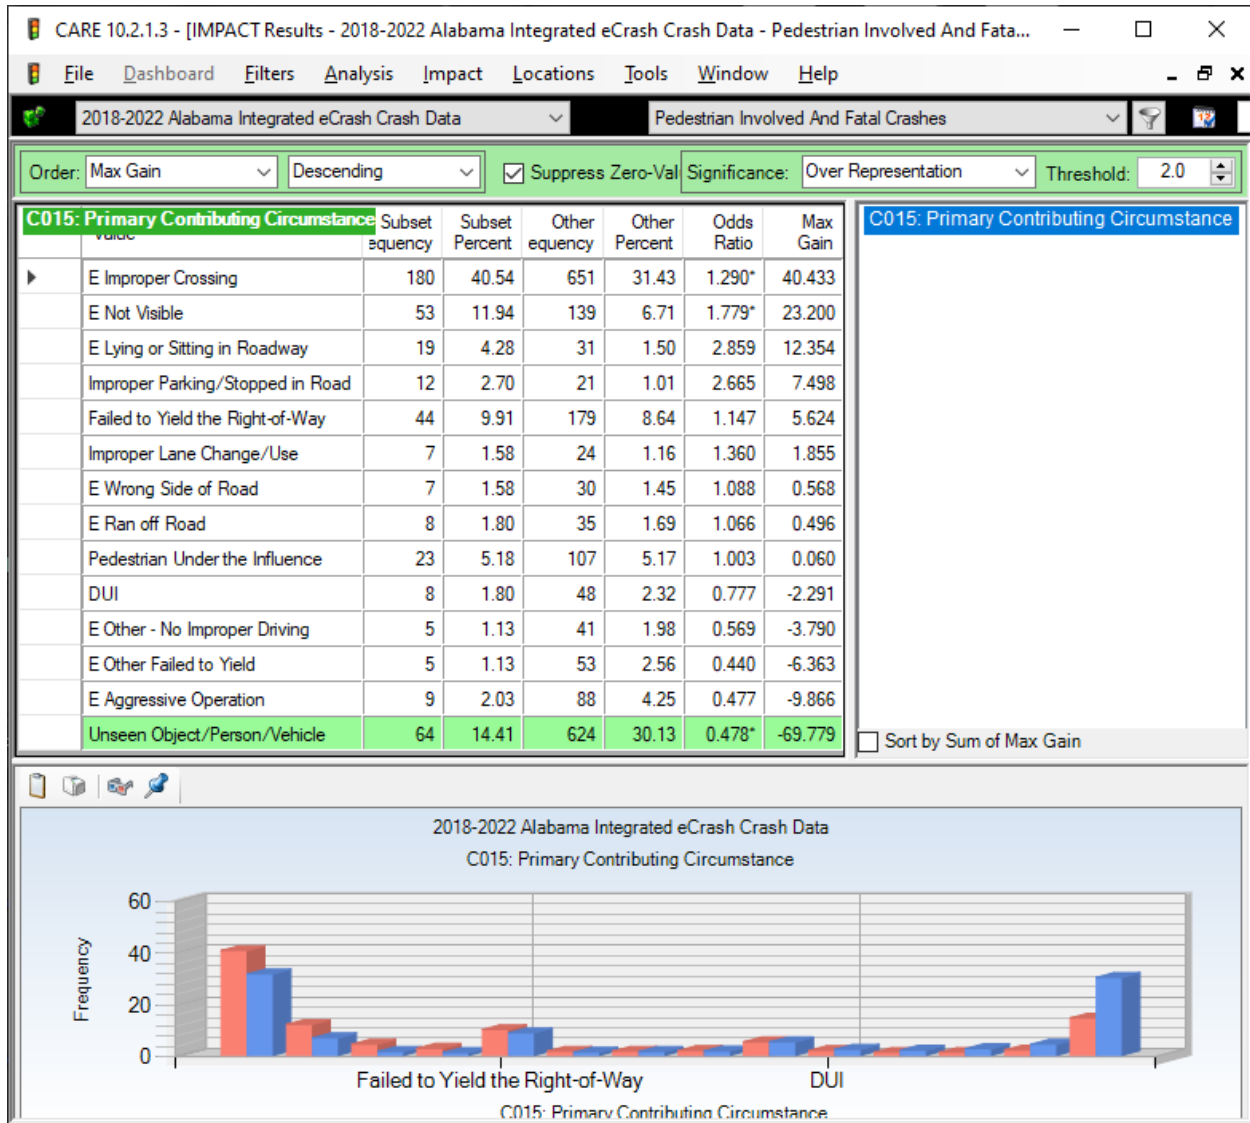 CARE 10.2.1.3 - [IMPACT Results - 2018-2022 Alabama Integrated eCrash Crash Data - Pedestrian Involved And Fata...
File Dashboard Filters Analysis Impact Locations Tools Window Help
2018-2022 Alabama Integrated eCrash Crash Data Pedestrian Involved And Fatal Crashes
Order: Max Gain Descending Suppress Zero-Val Significance: Over Representation Threshold: 2.0
C015: Primary Contributing Circumstance Subset equency Subset Percent Other equency Other Percent Odds Ratio Max Gain
E Improper Crossing 180 40.54 651 31.43 1.290* 40.433
E Not Visible 53 11.94 139 6.71 1.779* 23.200
E Lying or Sitting in Roadway 19 4.28 31 1.50 2.859 12.354
Improper Parking/Stopped in Road 12 2.70 21 1.01 2.665 7.498
Failed to Yield the Right-of-Way 44 9.91 179 8.64 1.147 5.624
Improper Lane Change/Use 7 1.58 24 1.16 1.360 1.855
E Wrong Side of Road 7 1.58 30 1.45 1.088 0.568
E Ran off Road 8 1.80 35 1.69 1.066 0.496
Pedestrian Under the Influence 23 5.18 107 5.17 1.003 0.060
DUI 8 1.80 48 2.32 0.777 -2.291
E Other - No Improper Driving 5 1.13 41 1.98 0.569 -3.790
E Other Failed to Yield 5 1.13 53 2.56 0.440 -6.363
E Aggressive Operation 9 2.03 88 4.25 0.477 -9.866
Unseen Object/Person/Vehicle 64 14.41 624 30.13 0.478* -69.779
C015: Primary Contributing Circumstance
Sort by Sum of Max Gain
2018-2022 Alabama Integrated eCrash Crash Data
C015: Primary Contributing Circumstance
Frequency
60
40
20
0
Failed to Yield the Right-of-Way DUI
C015: Primary Contributing Circumstance